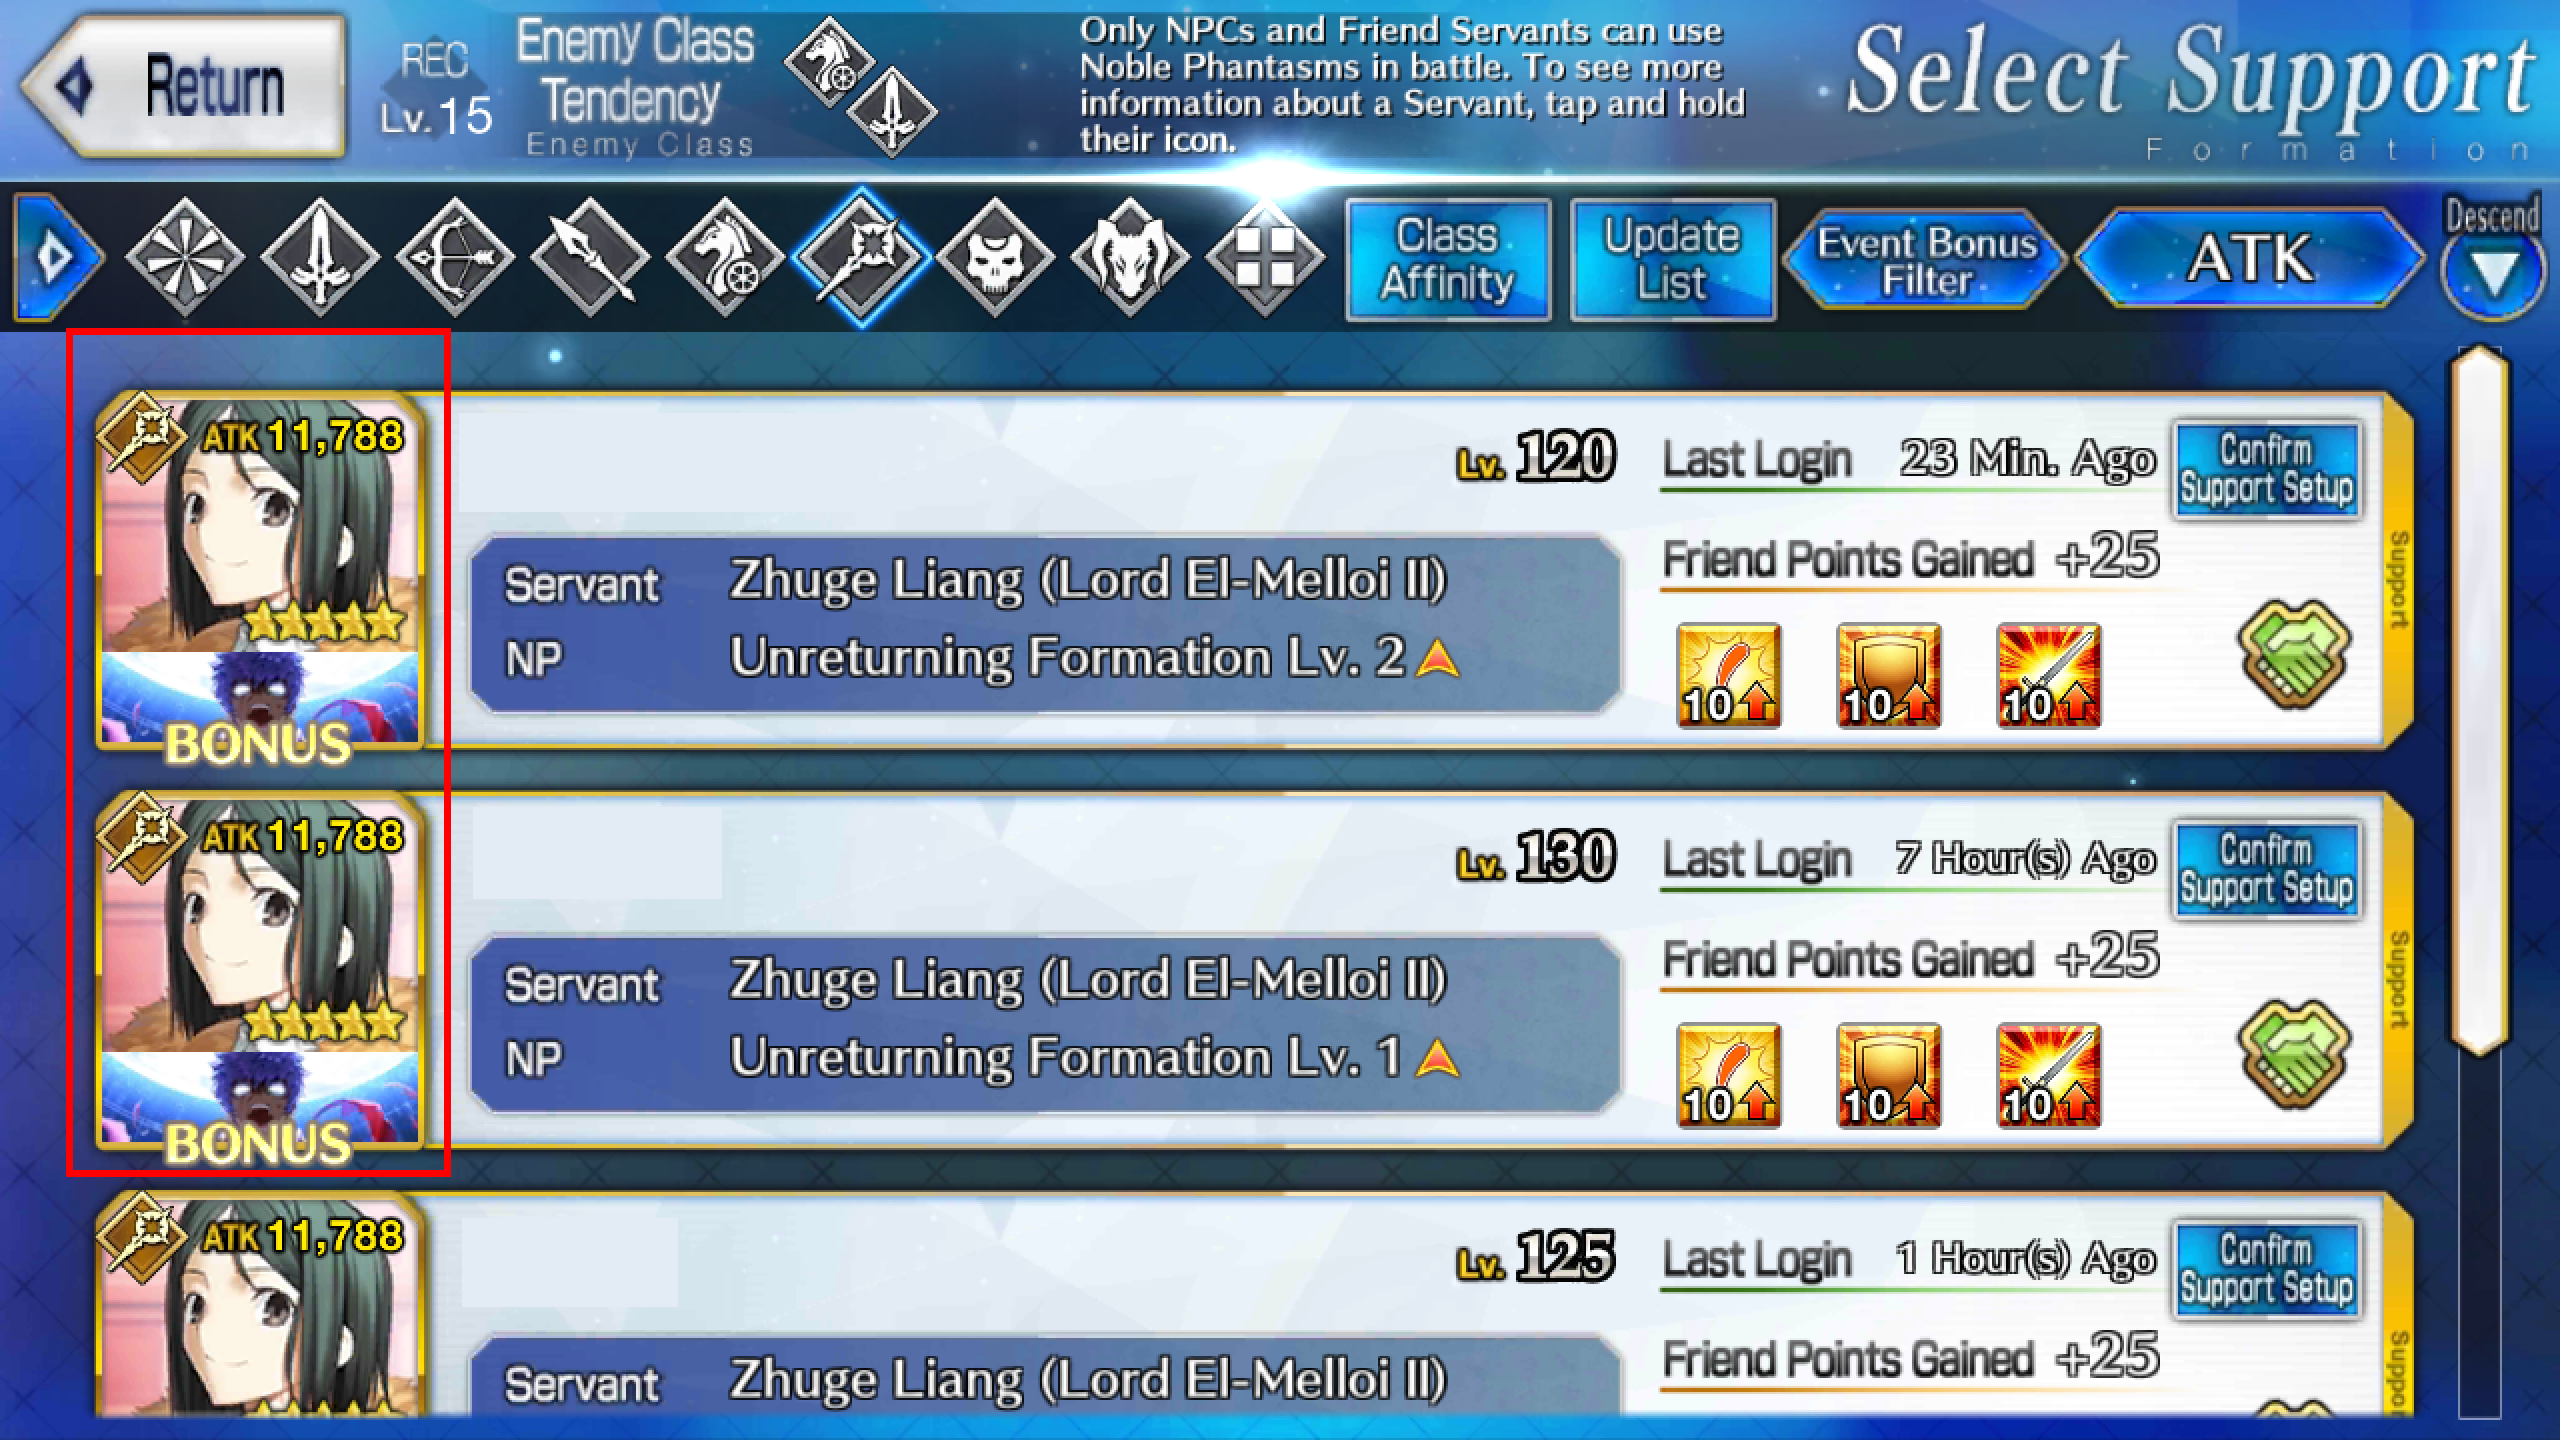 Return
REC
Lv. 15
Enemy Class
Tendency
Enemy Class
Only NPCs and Friend Servants can use
Noble Phantasms in battle. To see more
information about a Servant, tap and hold
their icon.
Select Support
Formation
Class
Affinity
Update
List
Event Bonus
Filter
ATK
Descend
ATK 11,788
BONUS
Lv. 120
Servant Zhuge Liang (Lord El-Melloi II)
NP Unreturning Formation Lv. 2
Last Login 23 Min. Ago
Friend Points Gained +25
10 10 10
Confirm
Support Setup
Support
ATK 11,788
BONUS
Lv. 130
Servant Zhuge Liang (Lord El-Melloi II)
NP Unreturning Formation Lv. 1
Last Login 7 Hour(s) Ago
Friend Points Gained +25
10 10 10
Confirm
Support Setup
Support
ATK 11,788
Lv. 125
Servant Zhuge Liang (Lord El-Melloi II)
Last Login 1 Hour(s) Ago
Friend Points Gained +25
Confirm
Support Setup
Suppor